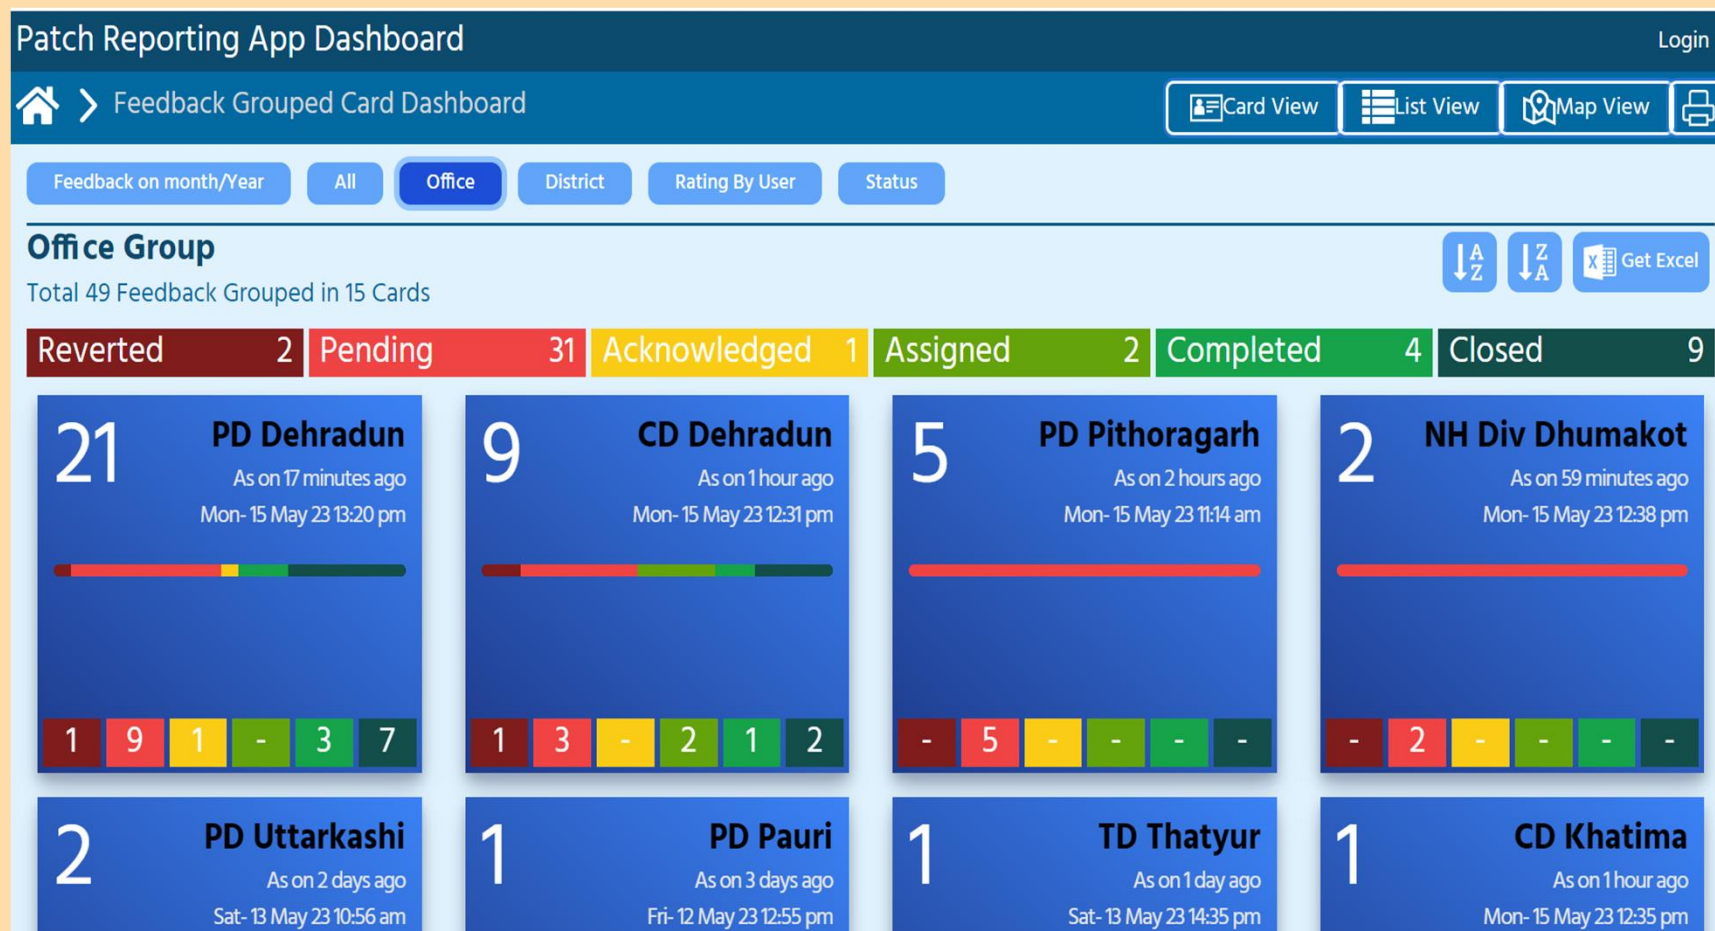 Patch Reporting App Dashboard
Login
Feedback Grouped Card Dashboard
Card View
List View
Map View
Feedback on month/Year
All
Office
District
Rating By User
Status
Office Group
Total 49 Feedback Grouped in 15 Cards
A
Z
Z
A
X
Get Excel
Reverted 2
Pending 31
Acknowledged 1
Assigned 2
Completed 4
Closed 9
21
PD Dehradun
As on 17 minutes ago
Mon- 15 May 23 13:20 pm
1 9 1 - 3 7
9
CD Dehradun
As on 1 hour ago
Mon- 15 May 23 12:31 pm
1 3 - 2 1 2
5
PD Pithoragarh
As on 2 hours ago
Mon- 15 May 23 11:14 am
- 5 - - - -
2
NH Div Dhumakot
As on 59 minutes ago
Mon- 15 May 23 12:38 pm
- 2 - - - -
2
PD Uttarkashi
As on 2 days ago
Sat- 13 May 23 10:56 am
1
PD Pauri
As on 3 days ago
Fri- 12 May 23 12:55 pm
1
TD Thatyur
As on 1 day ago
Sat- 13 May 23 14:35 pm
1
CD Khatima
As on 1 hour ago
Mon- 15 May 23 12:35 pm